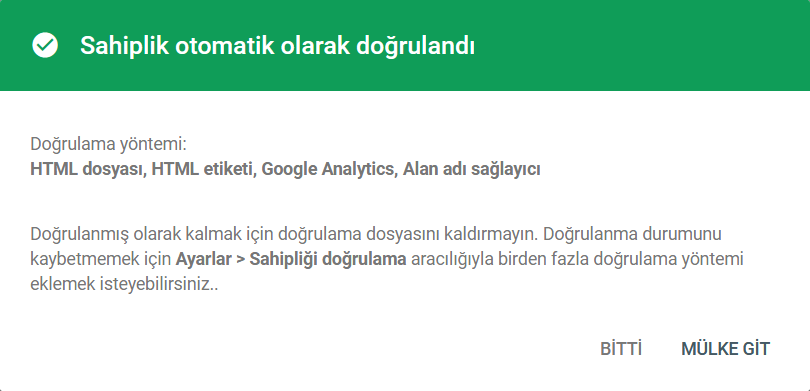 Sahiplik otomatik olarak doğrulandı
Doğrulama yöntemi:
HTML dosyası, HTML etiketi, Google Analytics, Alan adı sağlayıcı
Doğrulanmış olarak kalmak için doğrulama dosyasını kaldırmayın. Doğrulanma durumunu
kaybetmemek için Ayarlar > Sahipliği doğrulama aracılığıyla birden fazla doğrulama yöntemi
eklemek isteyebilirsiniz..
BİTTİ MÜLKE GİT